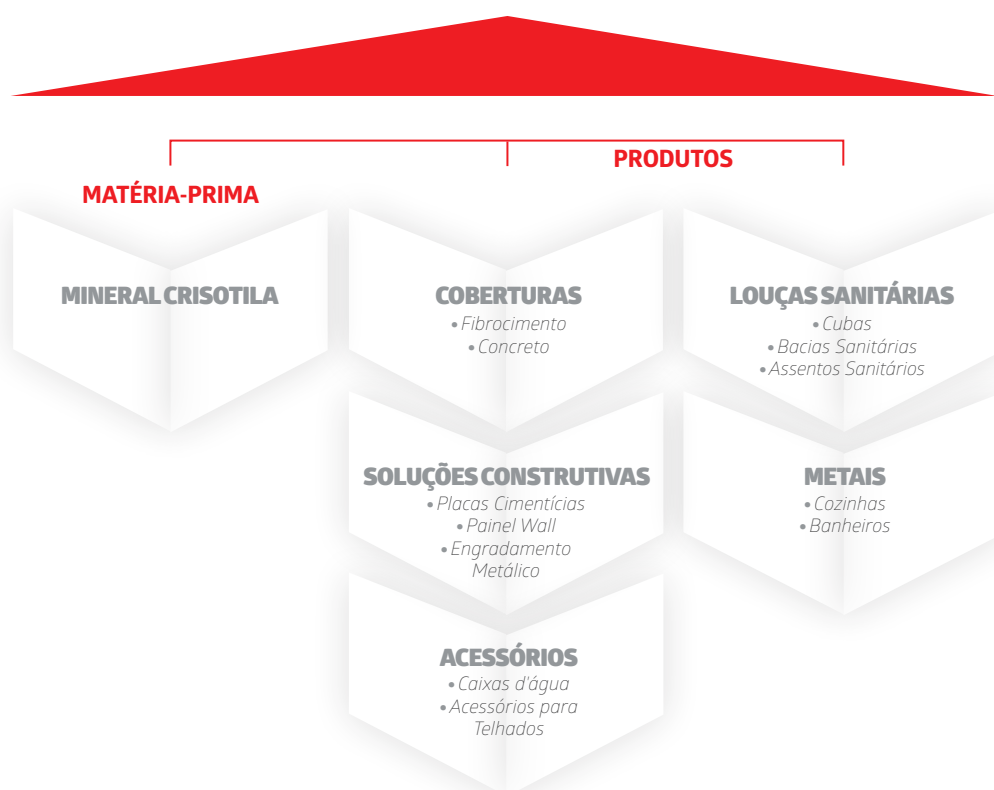 PRODUTOS
MATÉRIA-PRIMA
MINERAL CRISOTILA
COBERTURAS
• Fibrocimento
• Concreto
LOUÇAS SANITÁRIAS
• Cubas
• Bacias Sanitárias
• Assentos Sanitários
SOLUÇÕES CONSTRUTIVAS
• Placas Cimentícias
• Painel Wall
• Engradamento
Metálico
METAIS
• Cozinhas
• Banheiros
ACESSÓRIOS
• Caixas d'água
• Acessórios para
Telhados